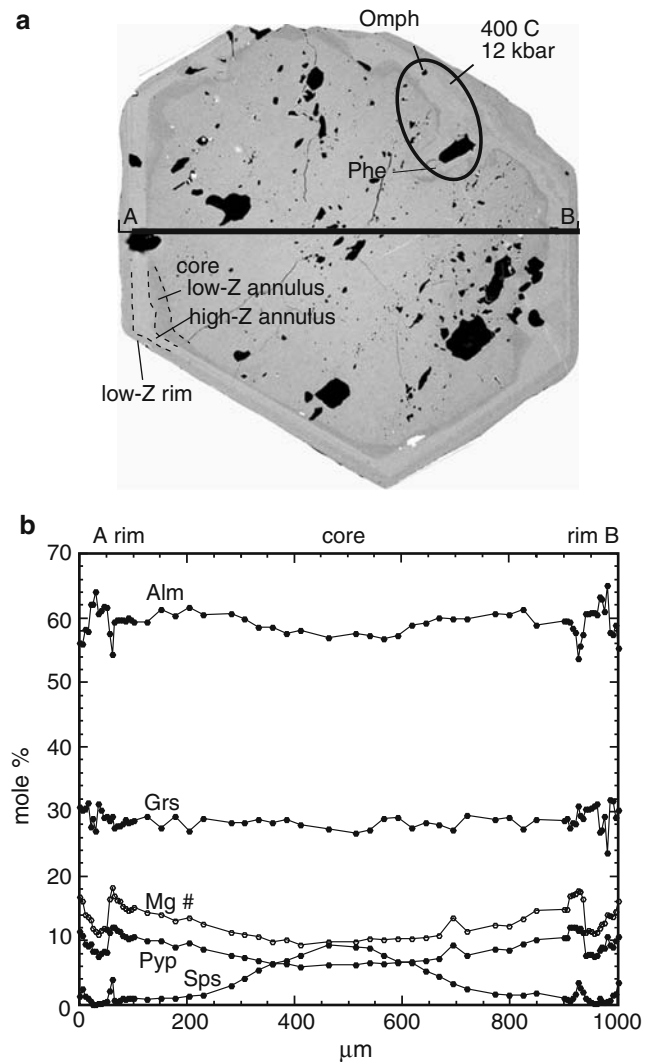 a
Omph
400 C
12 kbar
Phe
A
B
core
low-Z annulus
high-Z annulus
low-Z rim
b
A rim core rim B
70
60
50
40
30
20
10
0
mole %
Alm
Grs
Mg #
Pyp
Sps
0 200 400 600 800 1000
µm